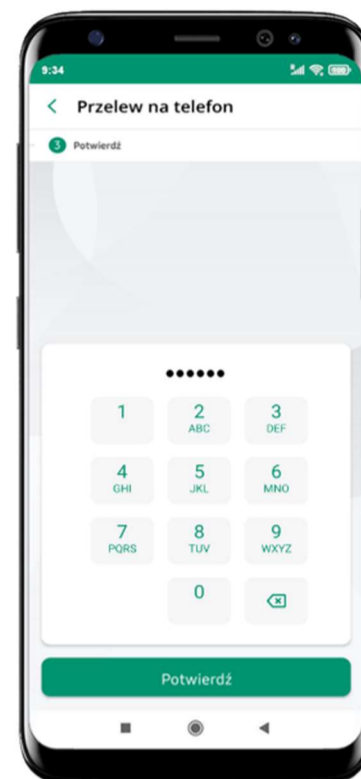 9:34
Przelew na telefon
3 Potwierdź
••••••
1 2 3
ABC DEF
4 5 6
GHI JKL MNO
7 8 9
PQRS TUV WXYZ
0
Potwierdź